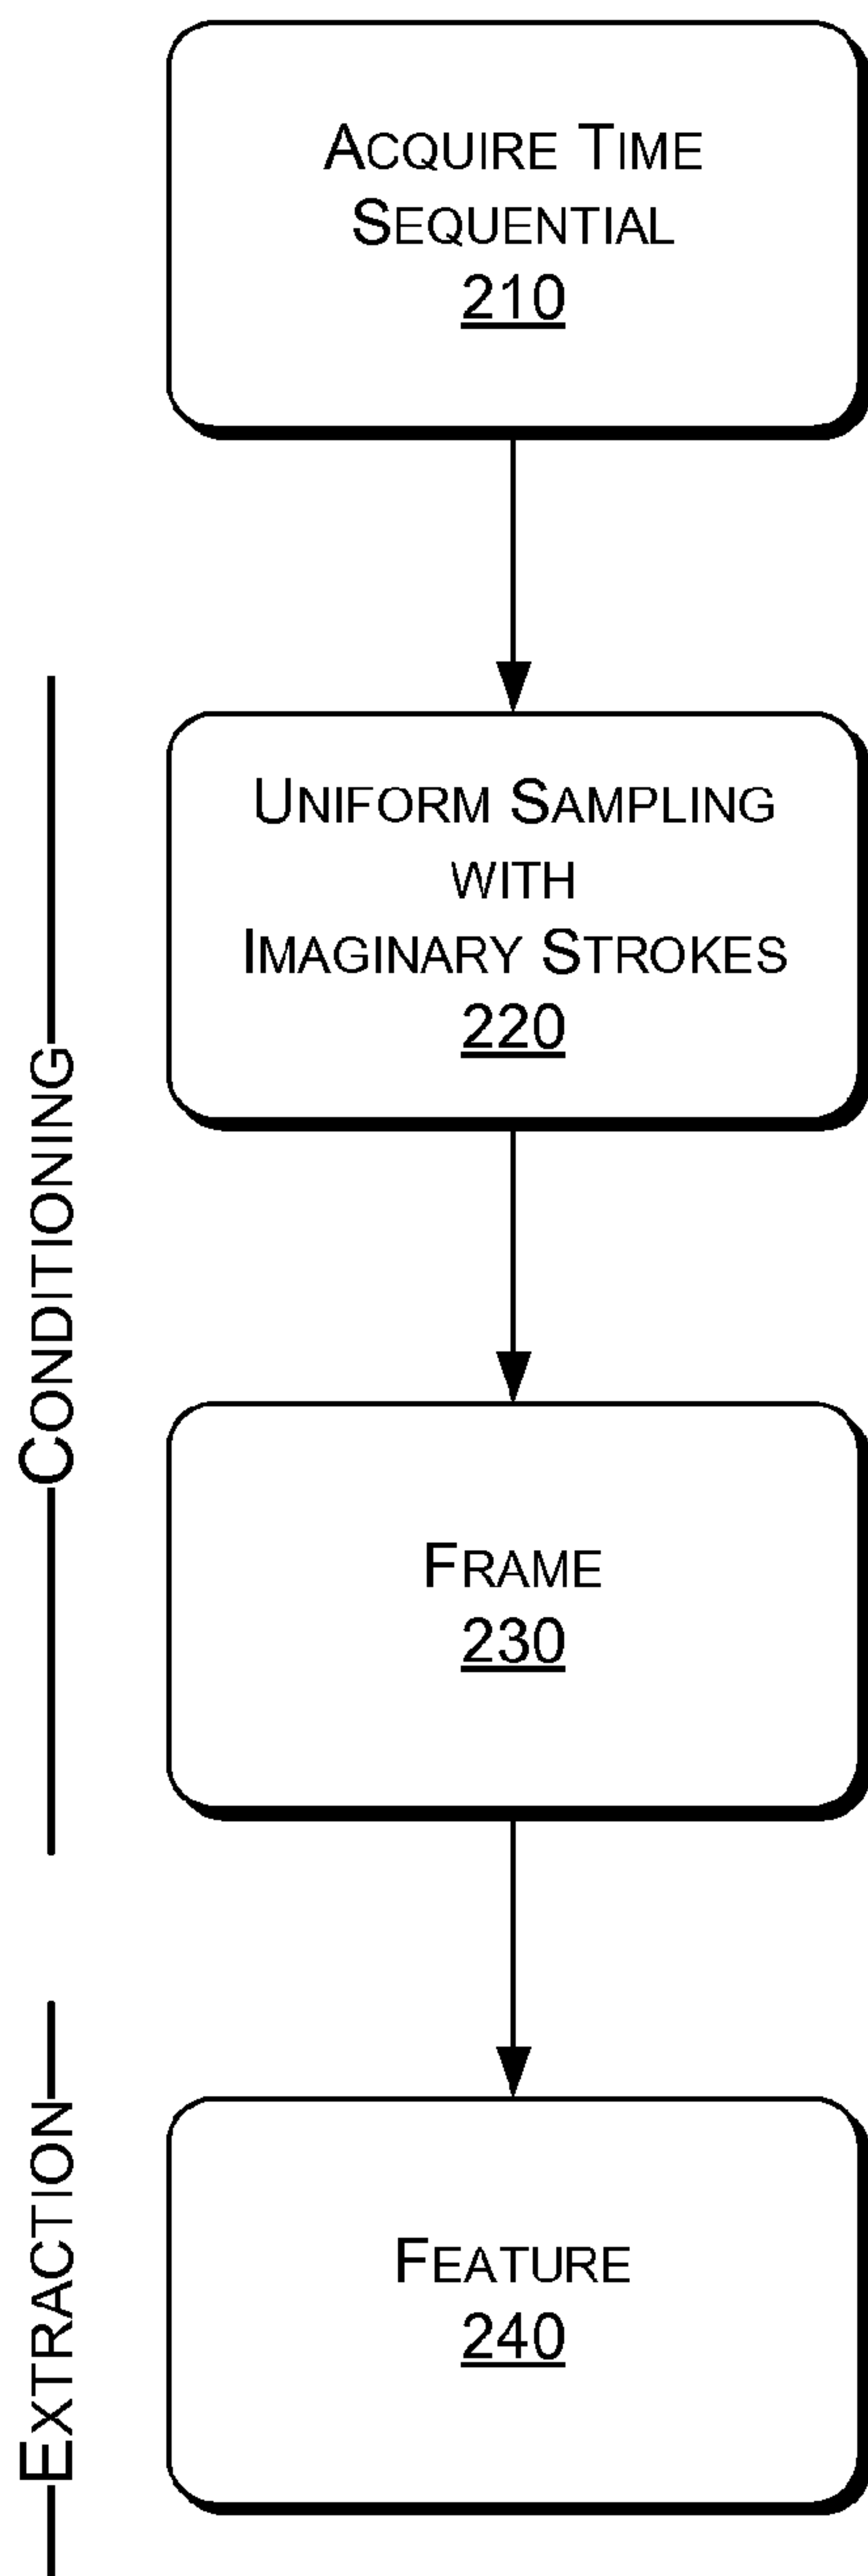 ACQUIRE TIME
SEQUENTIAL
210
UNIFORM SAMPLING
WITH
IMAGINARY STROKES
220
CONDITIONING
FRAME
230
FEATURE
240
EXTRACTION